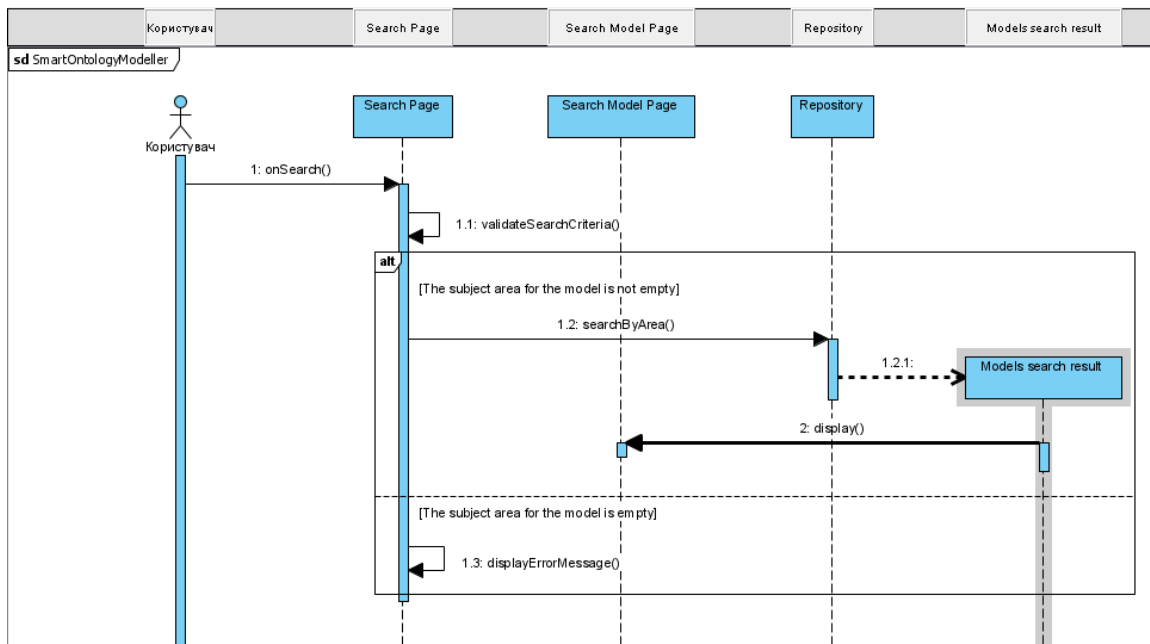 Користувач
Search Page
Search Model Page
Repository
Models search result
sd SmartOntologyModeller
Search Page
Search Model Page
Repository
Користувач
1: onSearch()
1.1: validateSearchCriteria()
alt
[The subject area for the model is not empty]
1.2: searchByArea()
1.2.1:
Models search result
2: display()
[The subject area for the model is empty]
1.3: displayErrorMessage()